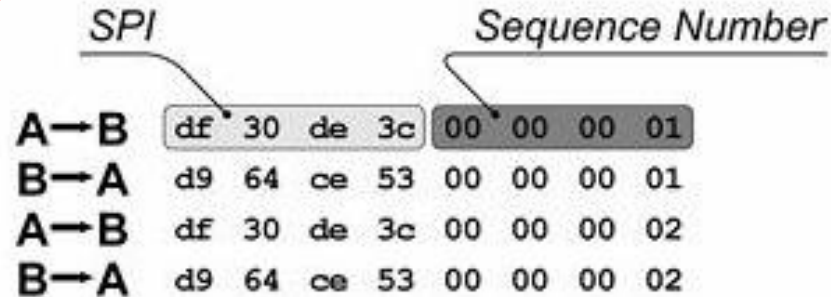 SPI Sequence Number
A→B df 30 de 3c 00 00 00 01
B→A d9 64 ce 53 00 00 00 01
A→B df 30 de 3c 00 00 00 02
B→A d9 64 ce 53 00 00 00 02